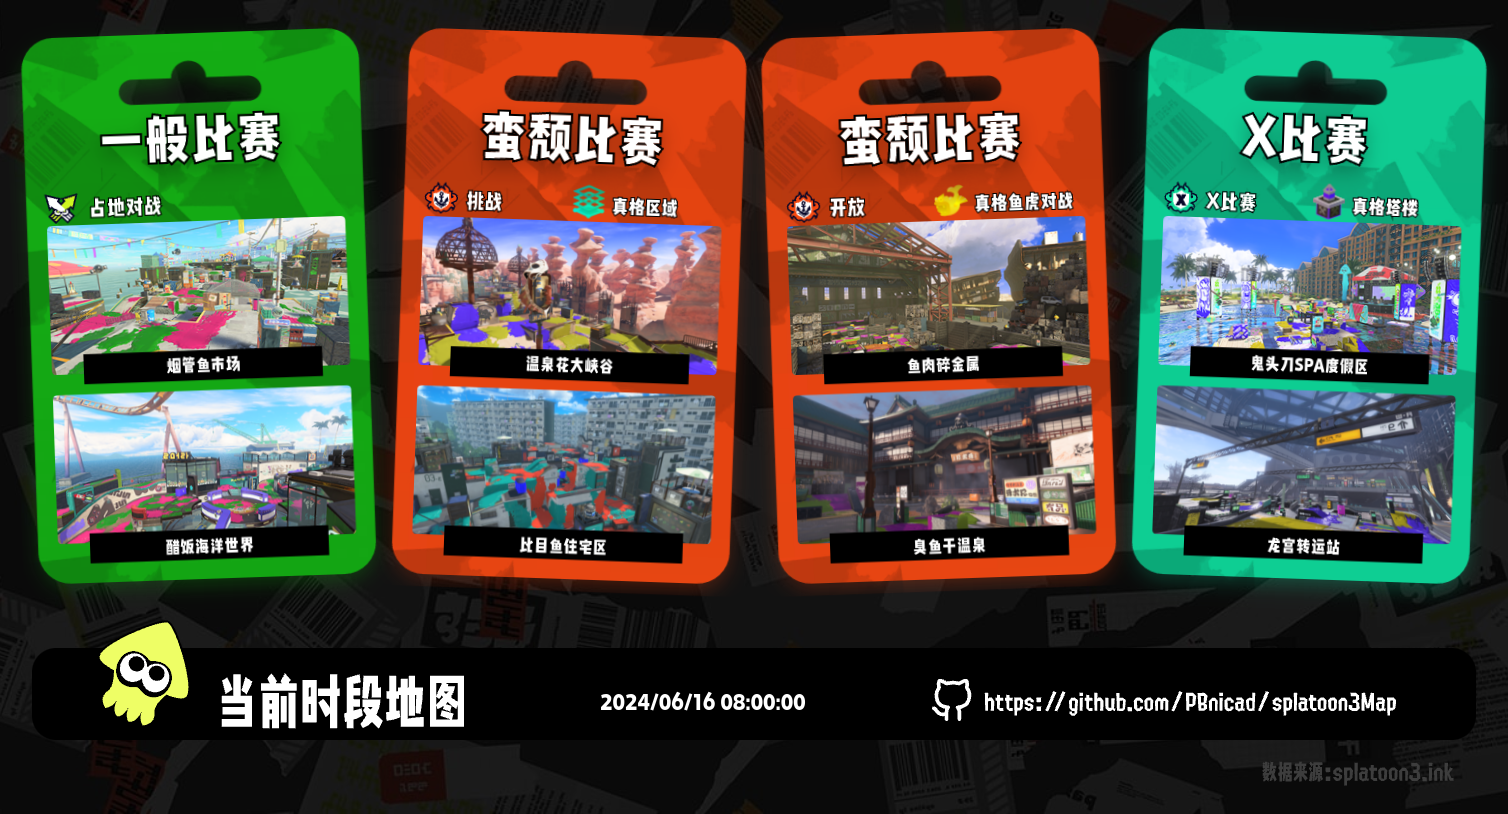 一般比赛
占地对战
烟管鱼市场
醋饭海洋世界
蛮颓比赛
挑战
真格区域
温泉花大峡谷
比目鱼住宅区
蛮颓比赛
开放
真格鱼虎对战
鱼肉碎金属
臭鱼干温泉
X比赛
X比赛
真格塔楼
鬼头刀SPA度假区
龙宫转运站
当前时段地图
2024/06/16 08:00:00
https://github.com/PBnicad/splatoon3Map
数据来源:splatoon3.ink